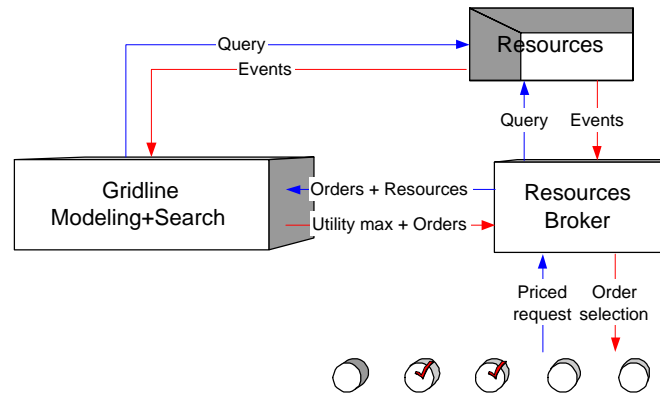 Query
Resources
Events
Query
Events
Gridline
Modeling+Search
Orders + Resources
Utility max + Orders
Resources
Broker
Priced
request
Order
selection